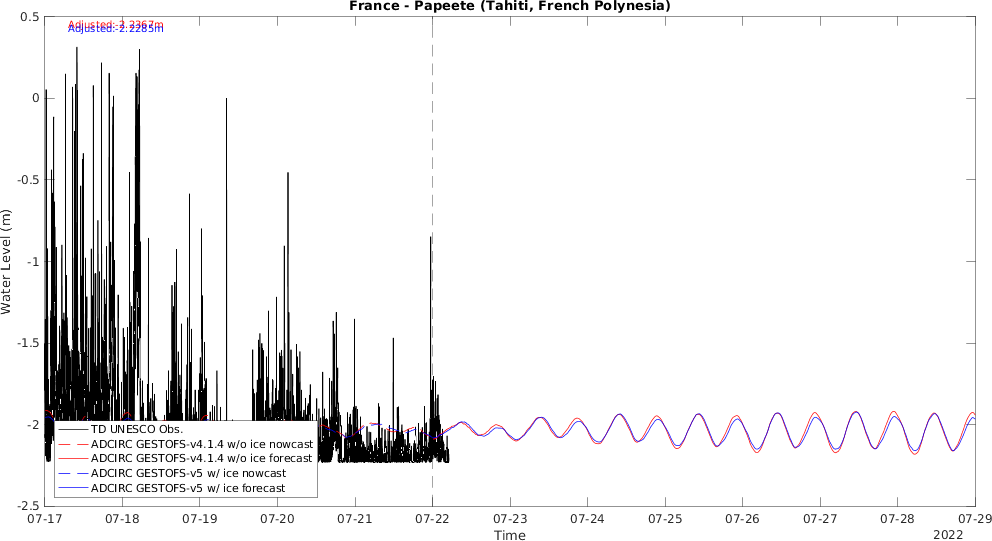 France - Papeete (Tahiti, French Polynesia)
Adjusted:-2.2367m
Adjusted:-2.2285m
0.5
0
-0.5
-1
-1.5
-2
-2.5
Water Level (m)
TD UNESCO Obs.
ADCIRC GESTOFS-v4.1.4 w/o ice nowcast
ADCIRC GESTOFS-v4.1.4 w/o ice forecast
ADCIRC GESTOFS-v5 w/ ice nowcast
ADCIRC GESTOFS-v5 w/ ice forecast
07-17 07-18 07-19 07-20 07-21 07-22 07-23 07-24 07-25 07-26 07-27 07-28 07-29
Time
2022